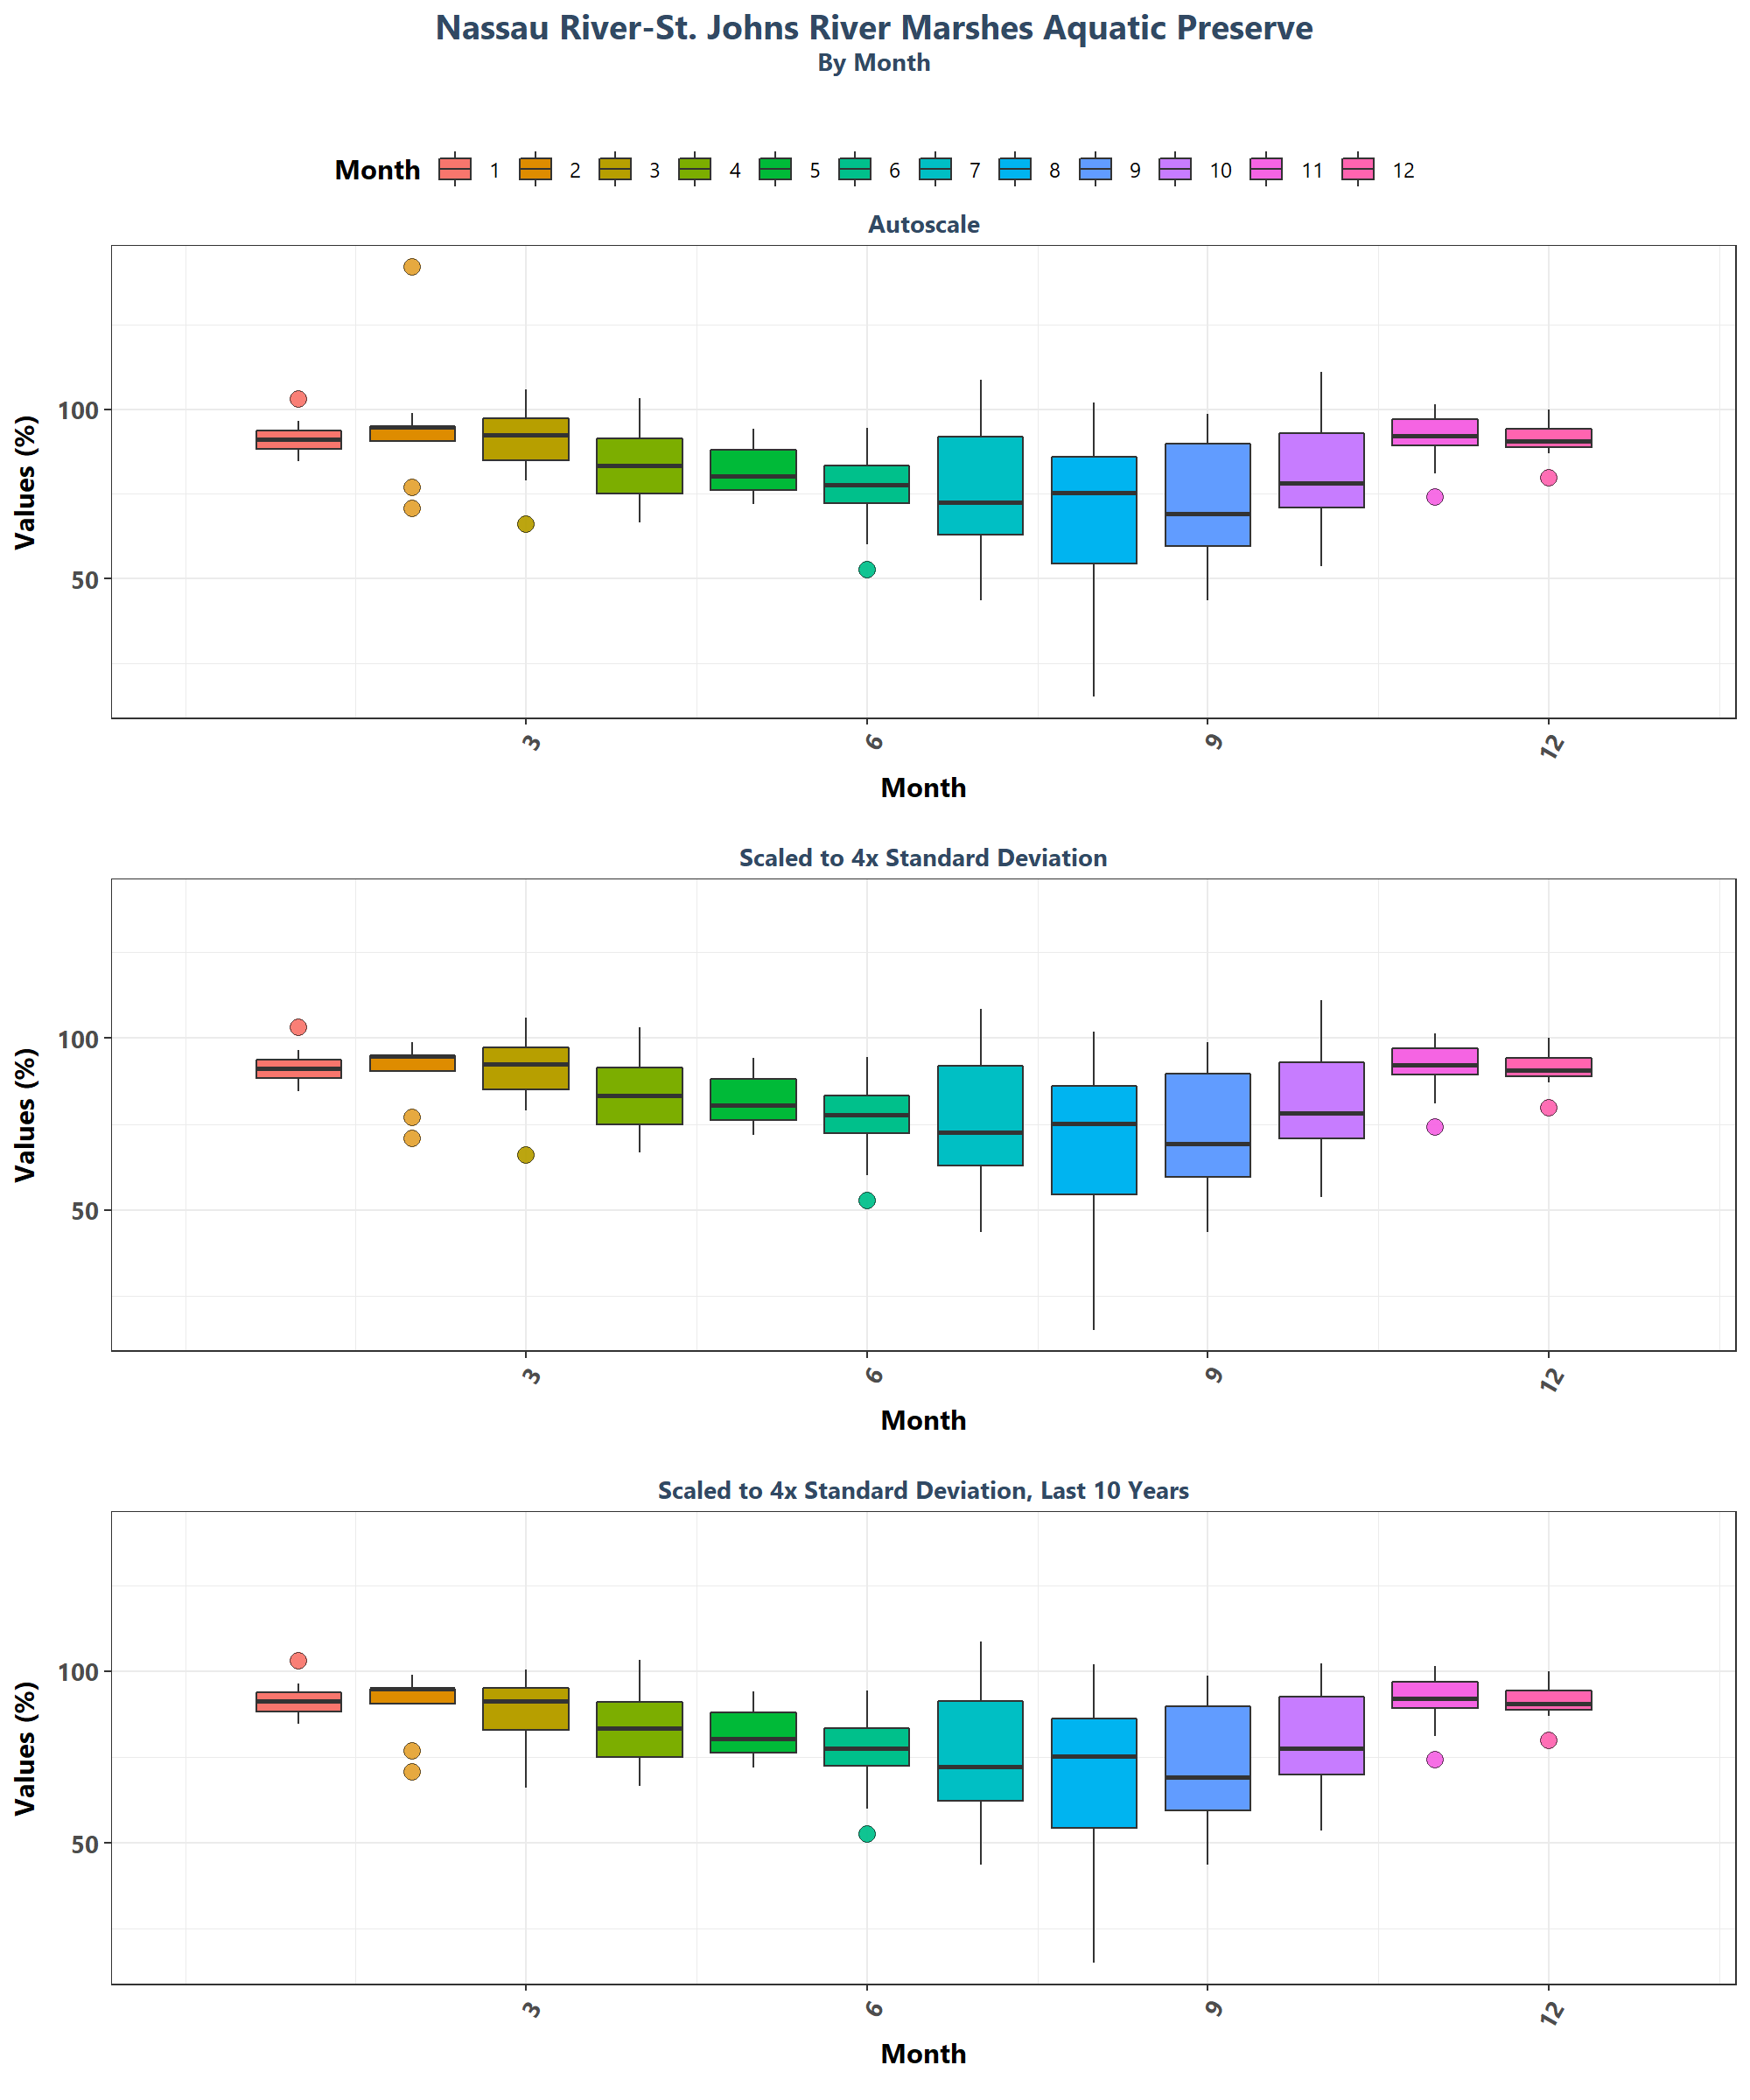 Nassau River-St. Johns River Marshes Aquatic Preserve
By Month
Month 1 2 3 4 5 6 7 8 9 10 11 12
Autoscale
Values (%)
100
50
3 6 9 12
Month
Scaled to 4x Standard Deviation
Values (%)
100
50
3 6 9 12
Month
Scaled to 4x Standard Deviation, Last 10 Years
Values (%)
100
50
3 6 9 12
Month